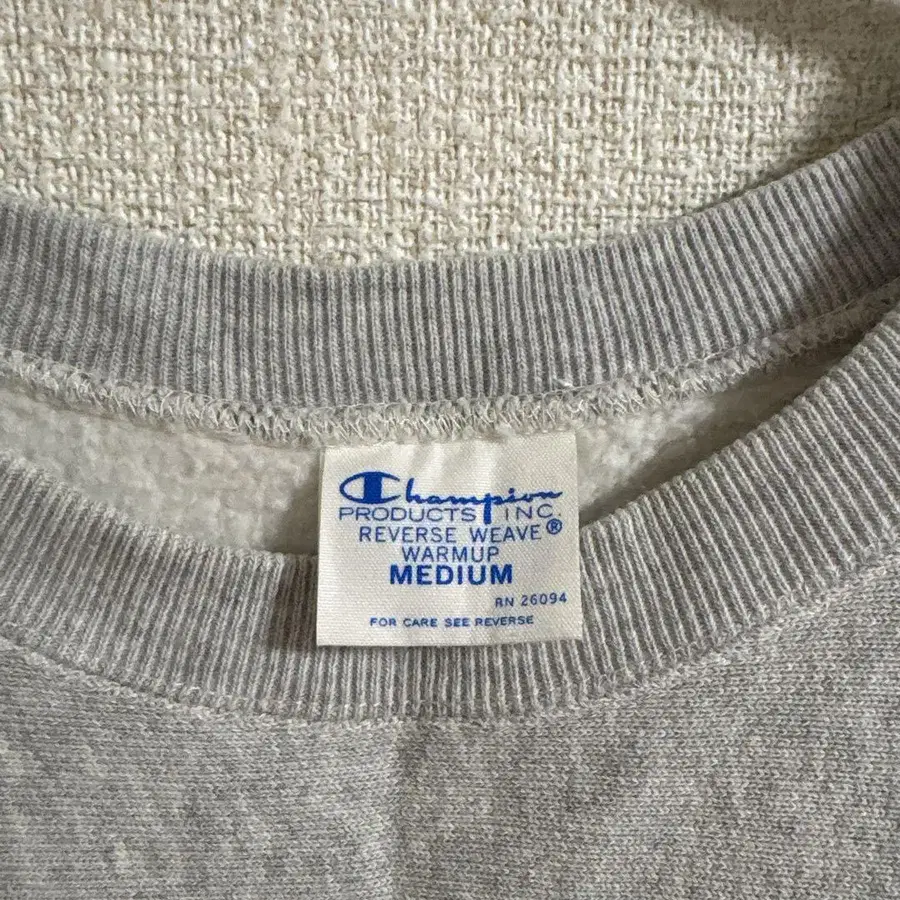 Champion
PRODUCTS INC.
REVERSE WEAVE®
WARMUP
MEDIUM
RN 26094
FOR CARE SEE REVERSE